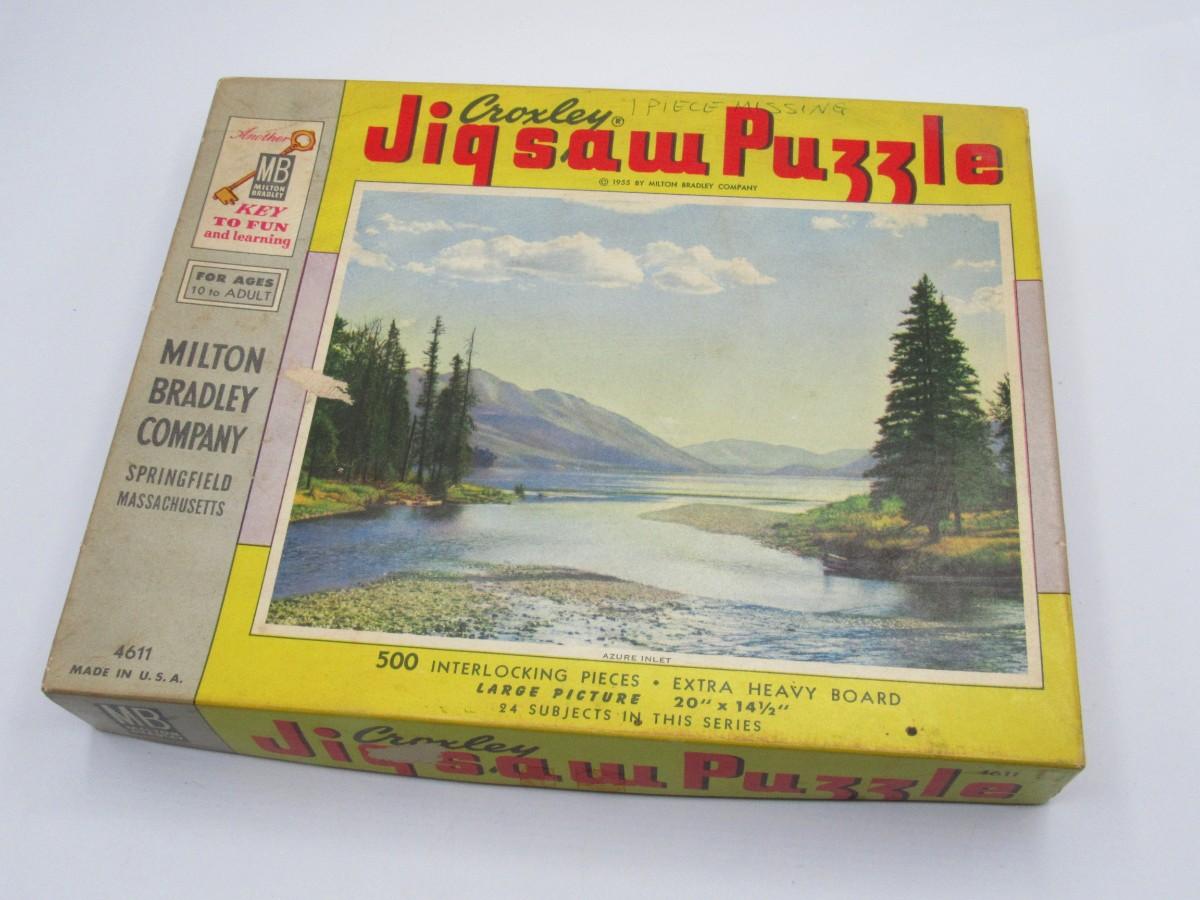 Another
MB
MILTON
BRADLEY
KEY
TO FUN
and learning
FOR AGES
10 to ADULT
MILTON
BRADLEY
COMPANY
SPRINGFIELD
MASSACHUSETTS
4611
MADE IN U.S.A.
1 PIECE MISSING
Croxley®
Jigsaw Puzzle
© 1955 BY MILTON BRADLEY COMPANY
AZURE INLET
500 INTERLOCKING PIECES • EXTRA HEAVY BOARD
LARGE PICTURE 20" x 14½"
24 SUBJECTS IN THIS SERIES
MB
MILTON
BRADLEY
Croxley
Jigsaw Puzzle
4611